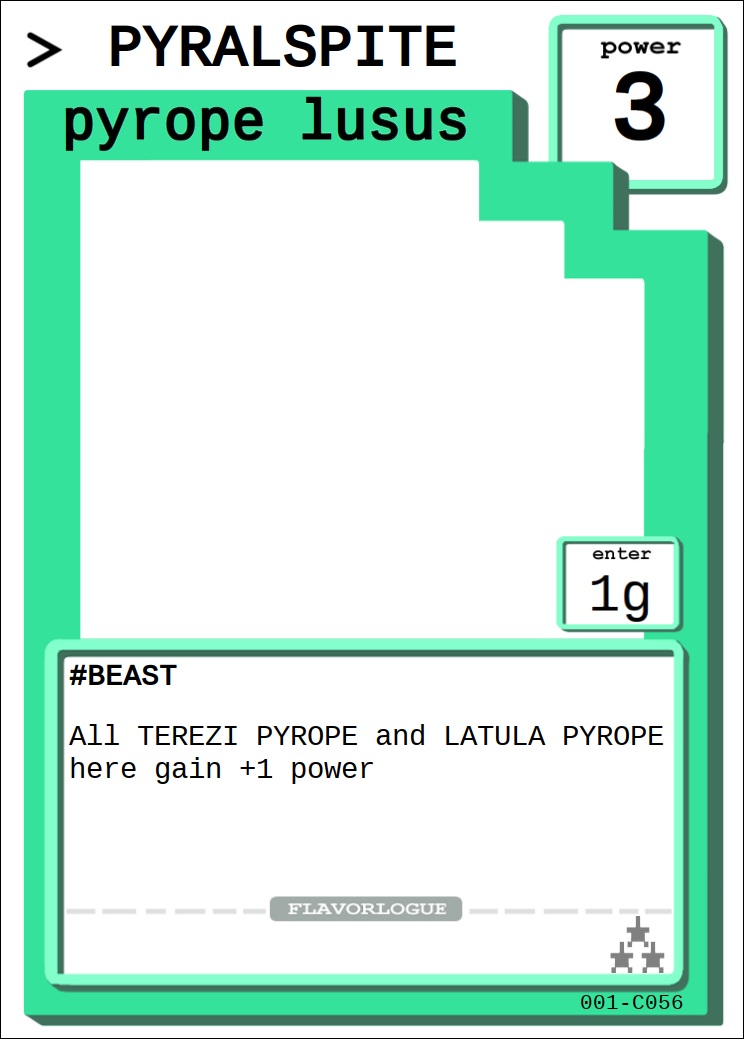 > PYRALSPITE
power
3
pyrope lusus
enter
1g
#BEAST
All TEREZI PYROPE and LATULA PYROPE
here gain +1 power
FLAVORLOGUE
001-C056